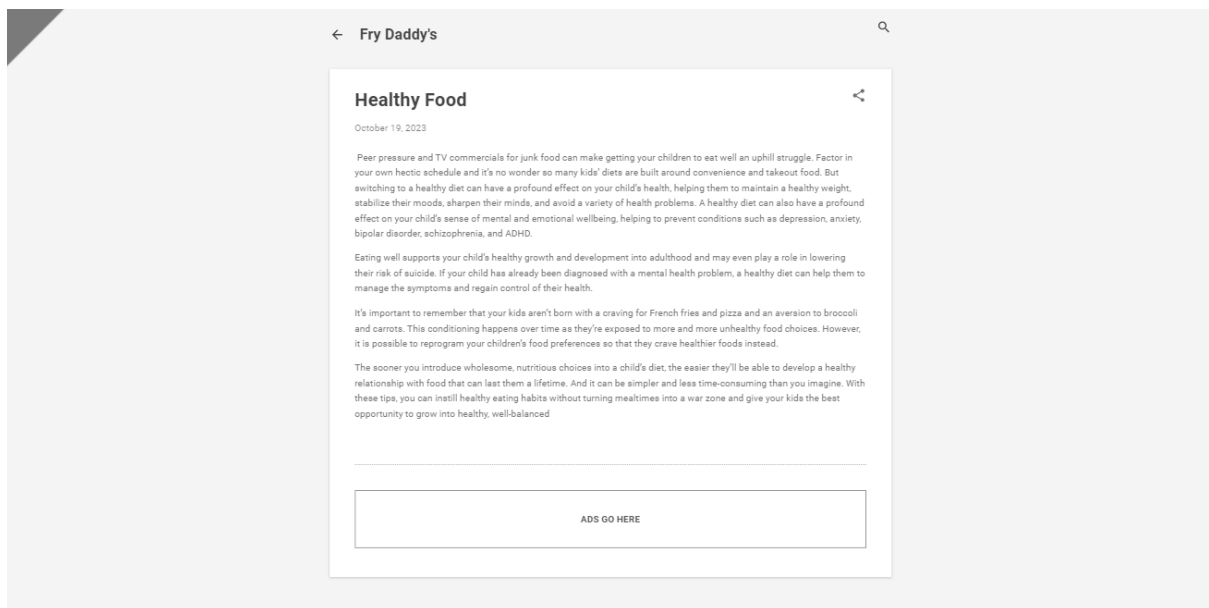 Fry Daddy's
Healthy Food
October 19, 2023
Peer pressure and TV commercials for junk food can make getting your children to eat well an uphill struggle. Factor in
your own hectic schedule and it's no wonder so many kids' diets are built around convenience and takeout food. But
switching to a healthy diet can have a profound effect on your child's health, helping them to maintain a healthy weight,
stabilize their moods, sharpen their minds, and avoid a variety of health problems. A healthy diet can also have a profound
effect on your child's sense of mental and emotional wellbeing, helping to prevent conditions such as depression, anxiety,
bipolar disorder, schizophrenia, and ADHD.
Eating well supports your child's healthy growth and development into adulthood and may even play a role in lowering
their risk of suicide. If your child has already been diagnosed with a mental health problem, a healthy diet can help them to
manage the symptoms and regain control of their health.
It's important to remember that your kids aren't born with a craving for French fries and pizza and an aversion to broccoli
and carrots. This conditioning happens over time as they're exposed to more and more unhealthy food choices. However,
it is possible to reprogram your children's food preferences so that they crave healthier foods instead.
The sooner you introduce wholesome, nutritious choices into a child's diet, the easier they'll be able to develop a healthy
relationship with food that can last them a lifetime. And it can be simpler and less time-consuming than you imagine. With
these tips, you can instill healthy eating habits without turning mealtimes into a war zone and give your kids the best
opportunity to grow into healthy, well-balanced
ADS GO HERE